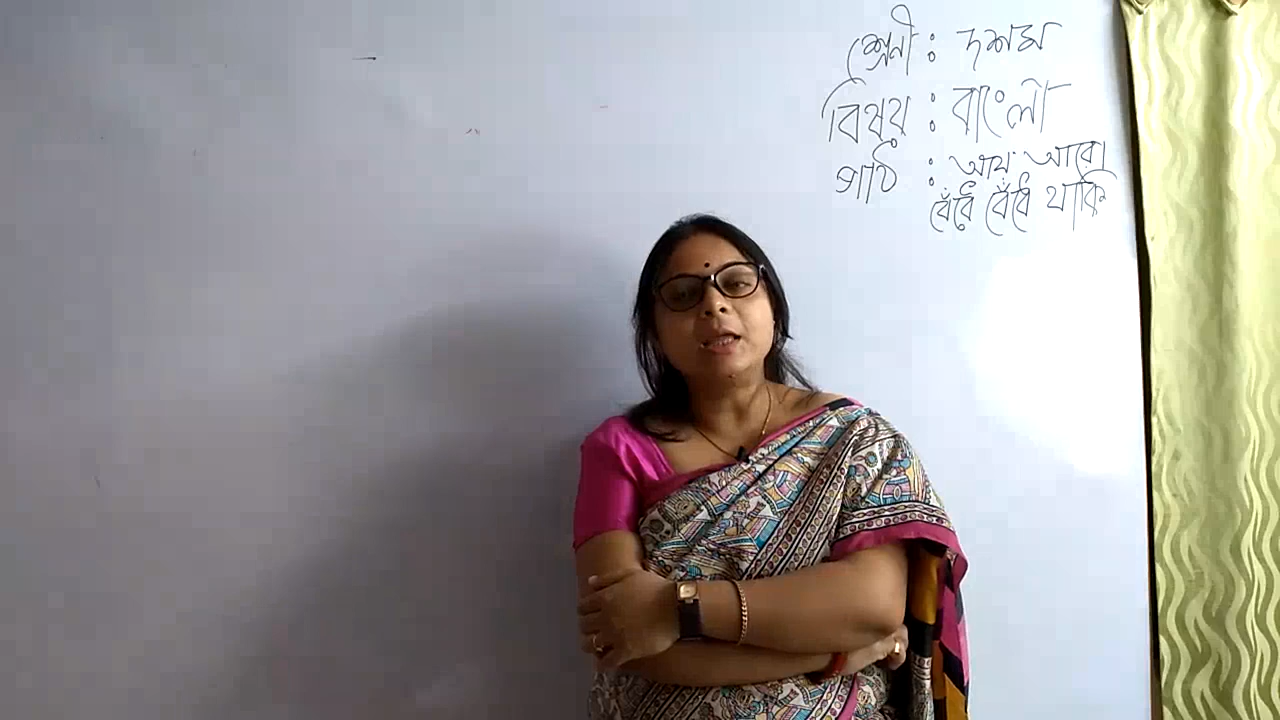 শ্রেণী : দশম
বিষয় : বাংলা
পাঠ : আয় আরো
বেঁধে বেঁধে থাকি